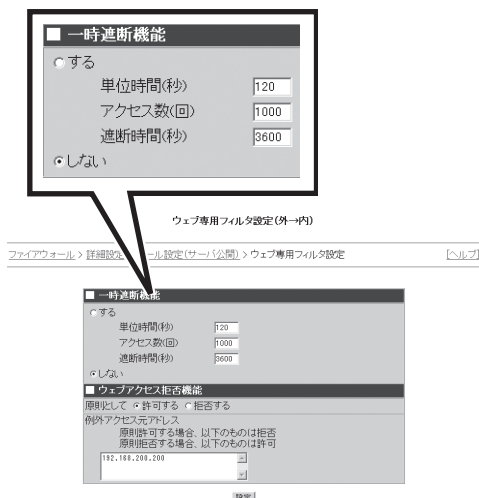 ■ 一時遮断機能
する
単位時間(秒) 120
アクセス数(回) 1000
遮断時間(秒) 3600
しない
ウェブ専用フィルタ設定(外→内)
ファイアウォール > 詳細設定 ール設定(サーバ公開) > ウェブ専用フィルタ設定 [ヘルプ]
■ 一時遮断機能
する
単位時間(秒) 120
アクセス数(回) 1000
遮断時間(秒) 3600
しない
■ ウェブアクセス拒否機能
原則として 許可する 拒否する
例外アクセス元アドレス
原則許可する場合、以下のものは拒否
原則拒否する場合、以下のものは許可
192.168.200.200
設定